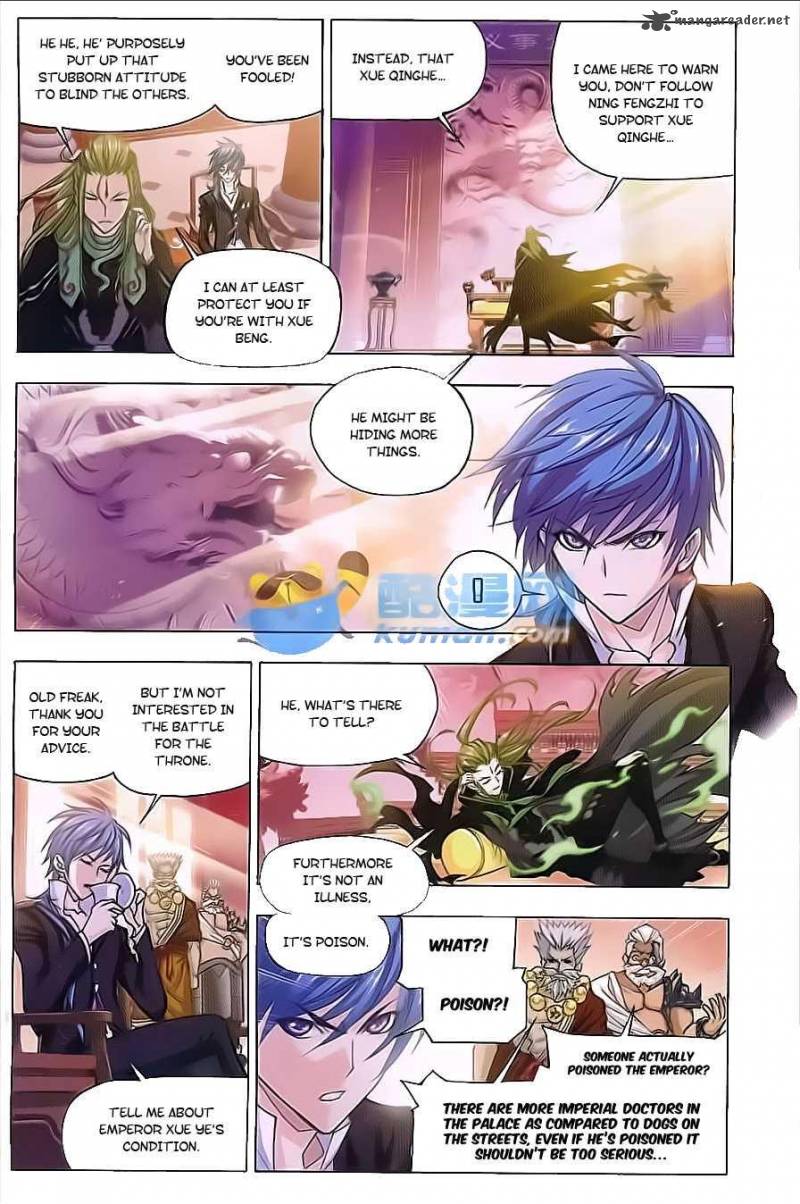 mangareader.net
HE HE, HE' PURPOSELY
PUT UP THAT
STUBBORN ATTITUDE
TO BLIND THE OTHERS.
YOU'VE BEEN
FOOLED!
I CAN AT LEAST
PROTECT YOU IF
YOU'RE WITH XUE
BENG.
INSTEAD, THAT
XUE QINGHE...
I CAME HERE TO WARN
YOU, DON'T FOLLOW
NING FENGZHI TO
SUPPORT XUE
QINGHE...
HE MIGHT BE
HIDING MORE
THINGS.
!
酷漫网
kuman.com
OLD FREAK,
THANK YOU
FOR YOUR
ADVICE.
BUT I'M NOT
INTERESTED IN
THE BATTLE
FOR THE
THRONE.
TELL ME ABOUT
EMPEROR XUE YE'S
CONDITION.
HE, WHAT'S THERE
TO TELL?
FURTHERMORE
IT'S NOT AN
ILLNESS,
IT'S POISON.
WHAT?!
POISON?!
SOMEONE ACTUALLY
POISONED THE EMPEROR?
THERE ARE MORE IMPERIAL DOCTORS IN
THE PALACE AS COMPARED TO DOGS ON
THE STREETS, EVEN IF HE'S POISONED IT
SHOULDN'T BE TOO SERIOUS...